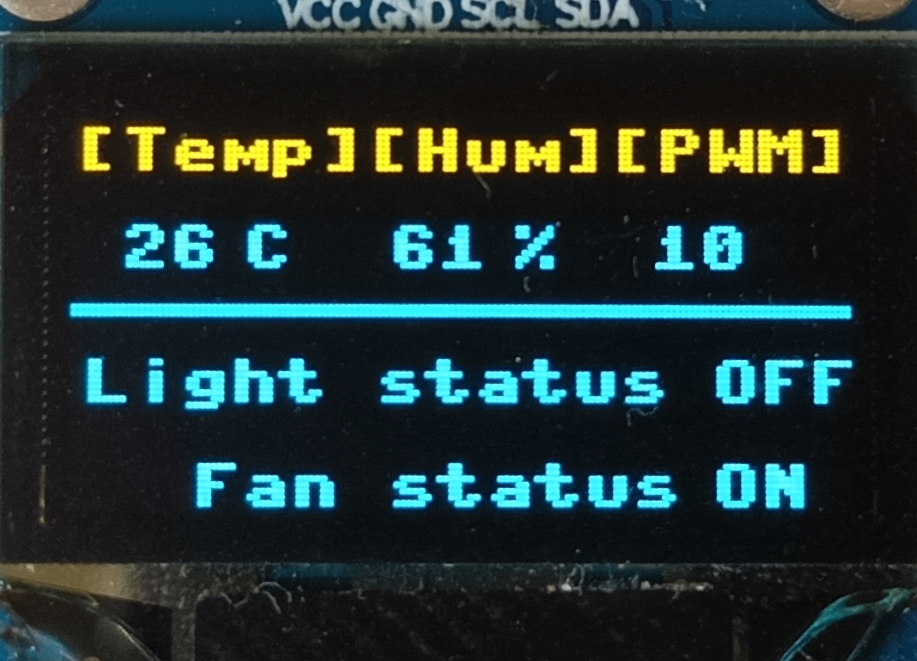 VCC GND SCL SDA
[Temp][Hum][PWM]
26 C 61 % 10
Light status OFF
Fan status ON